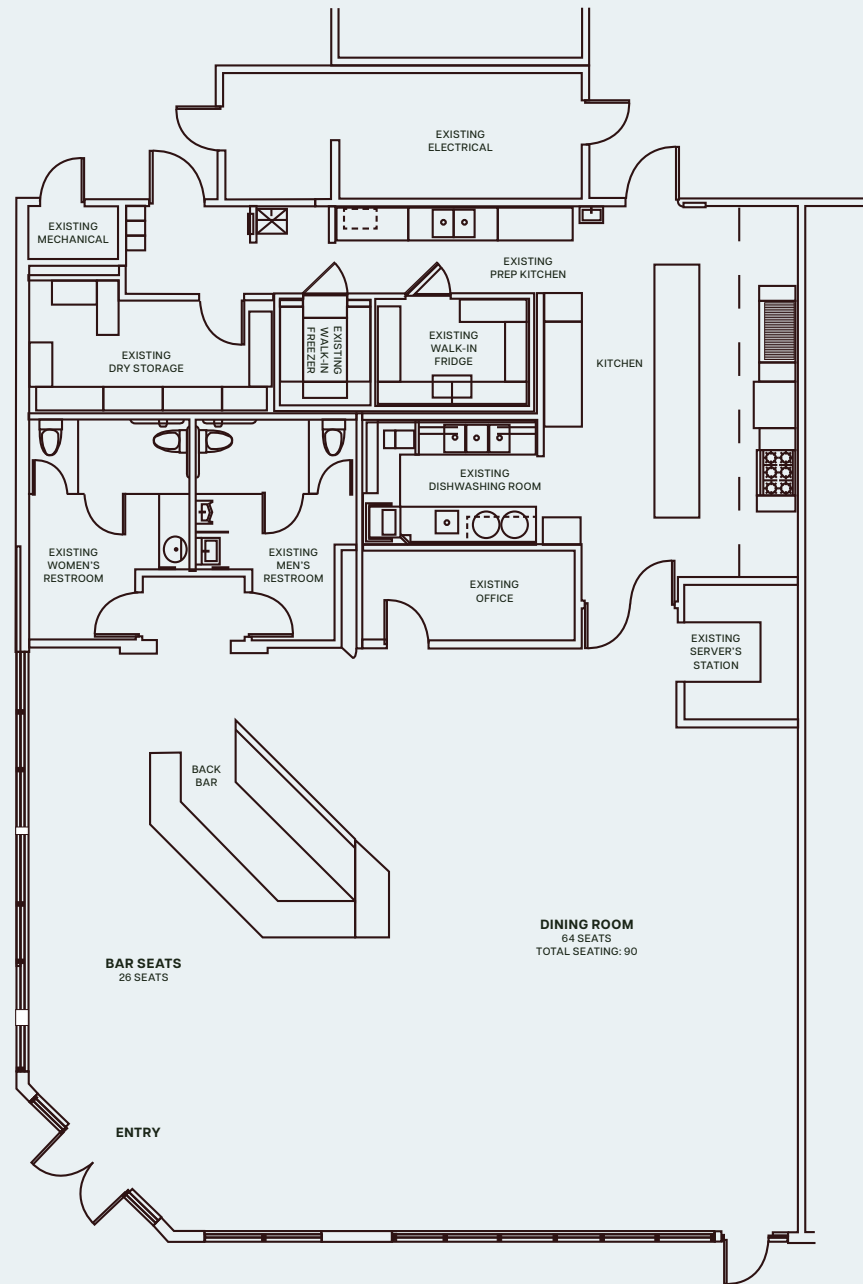 EXISTING
ELECTRICAL
EXISTING
MECHANICAL
EXISTING
PREP KITCHEN
EXISTING
DRY STORAGE
EXISTING
WALK-IN
FREEZER
EXISTING
WALK-IN
FRIDGE
KITCHEN
EXISTING
DISHWASHING ROOM
EXISTING
WOMEN'S
RESTROOM
EXISTING
MEN'S
RESTROOM
EXISTING
OFFICE
EXISTING
SERVER'S
STATION
BACK
BAR
DINING ROOM
64 SEATS
TOTAL SEATING: 90
BAR SEATS
26 SEATS
ENTRY